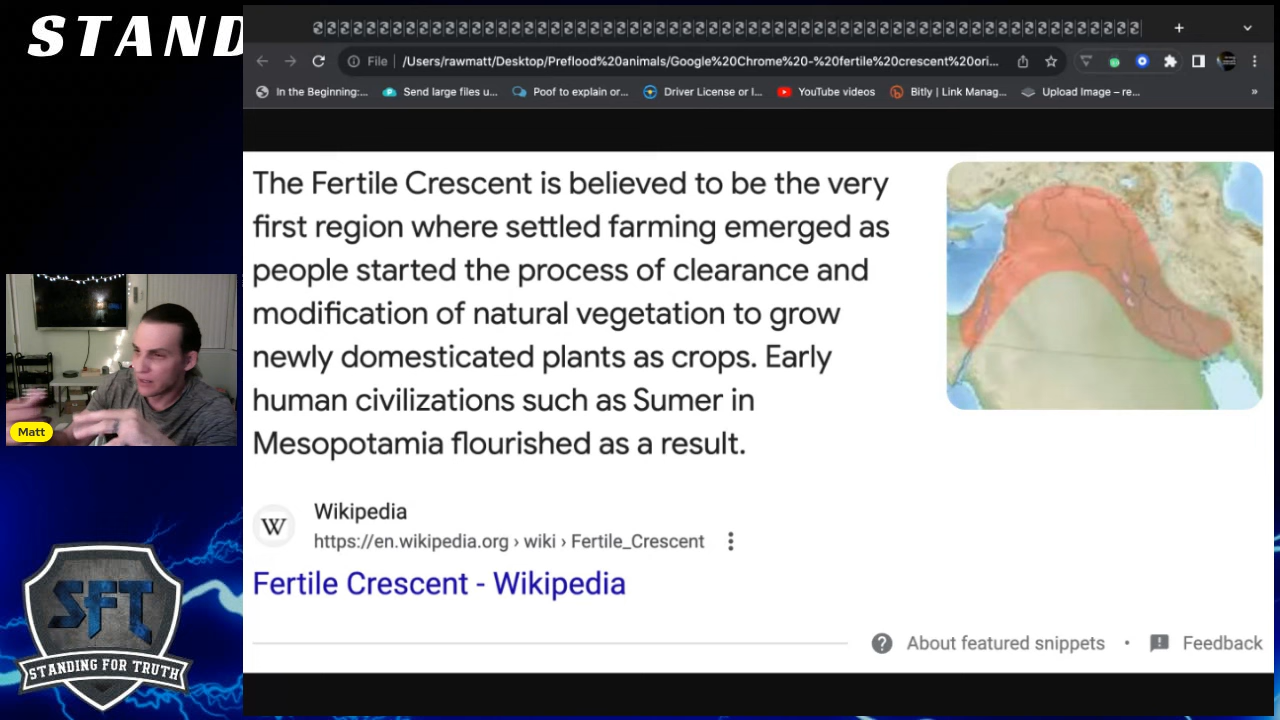 STAND
File
/Users/rawmatt/Desktop/Preflood%20animals/Google%20Chrome%20-%20fertile%20crescent%20ori...
In the Beginning:...
Send large files u...
Poof to explain or...
Driver License or I...
YouTube videos
Bitly | Link Manag...
Upload Image – re...
»
The Fertile Crescent is believed to be the very
first region where settled farming emerged as
people started the process of clearance and
modification of natural vegetation to grow
newly domesticated plants as crops. Early
human civilizations such as Sumer in
Mesopotamia flourished as a result.
W
Wikipedia
https://en.wikipedia.org › wiki › Fertile_Crescent
Fertile Crescent - Wikipedia
About featured snippets • Feedback
Matt
SFT
STANDING FOR TRUTH